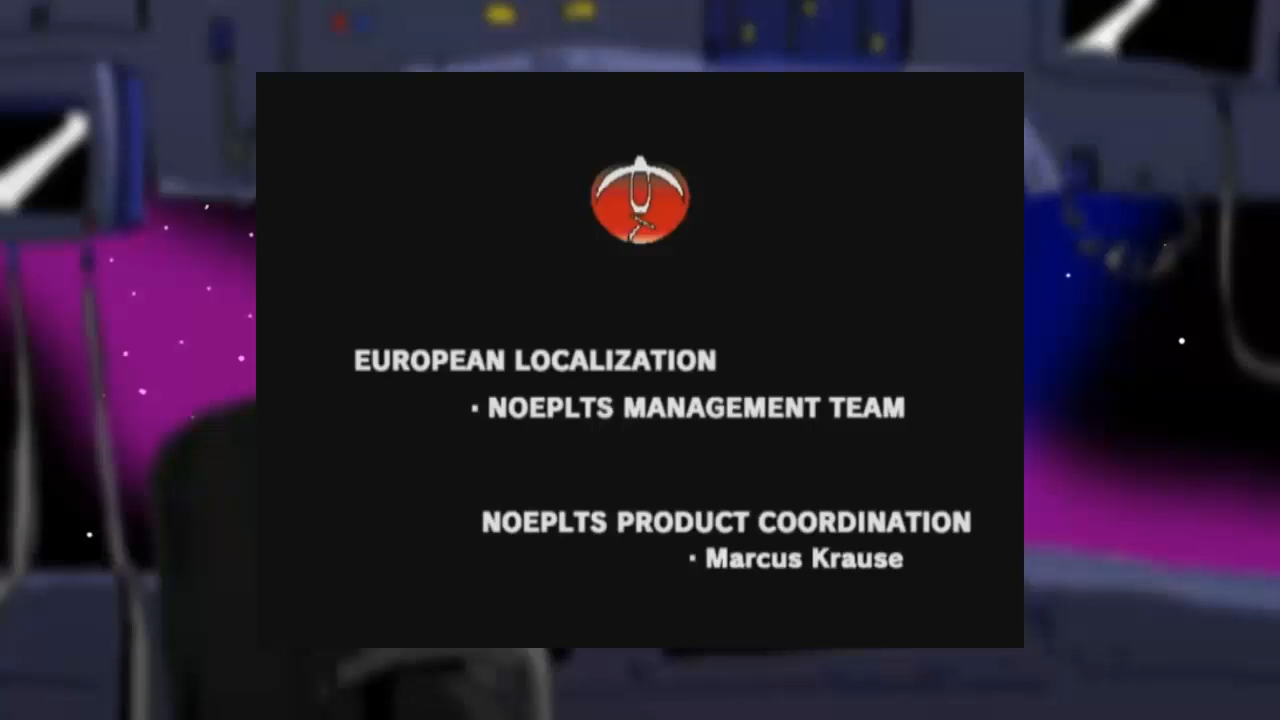 EUROPEAN LOCALIZATION
· NOEPLTS MANAGEMENT TEAM
NOEPLTS PRODUCT COORDINATION
· Marcus Krause